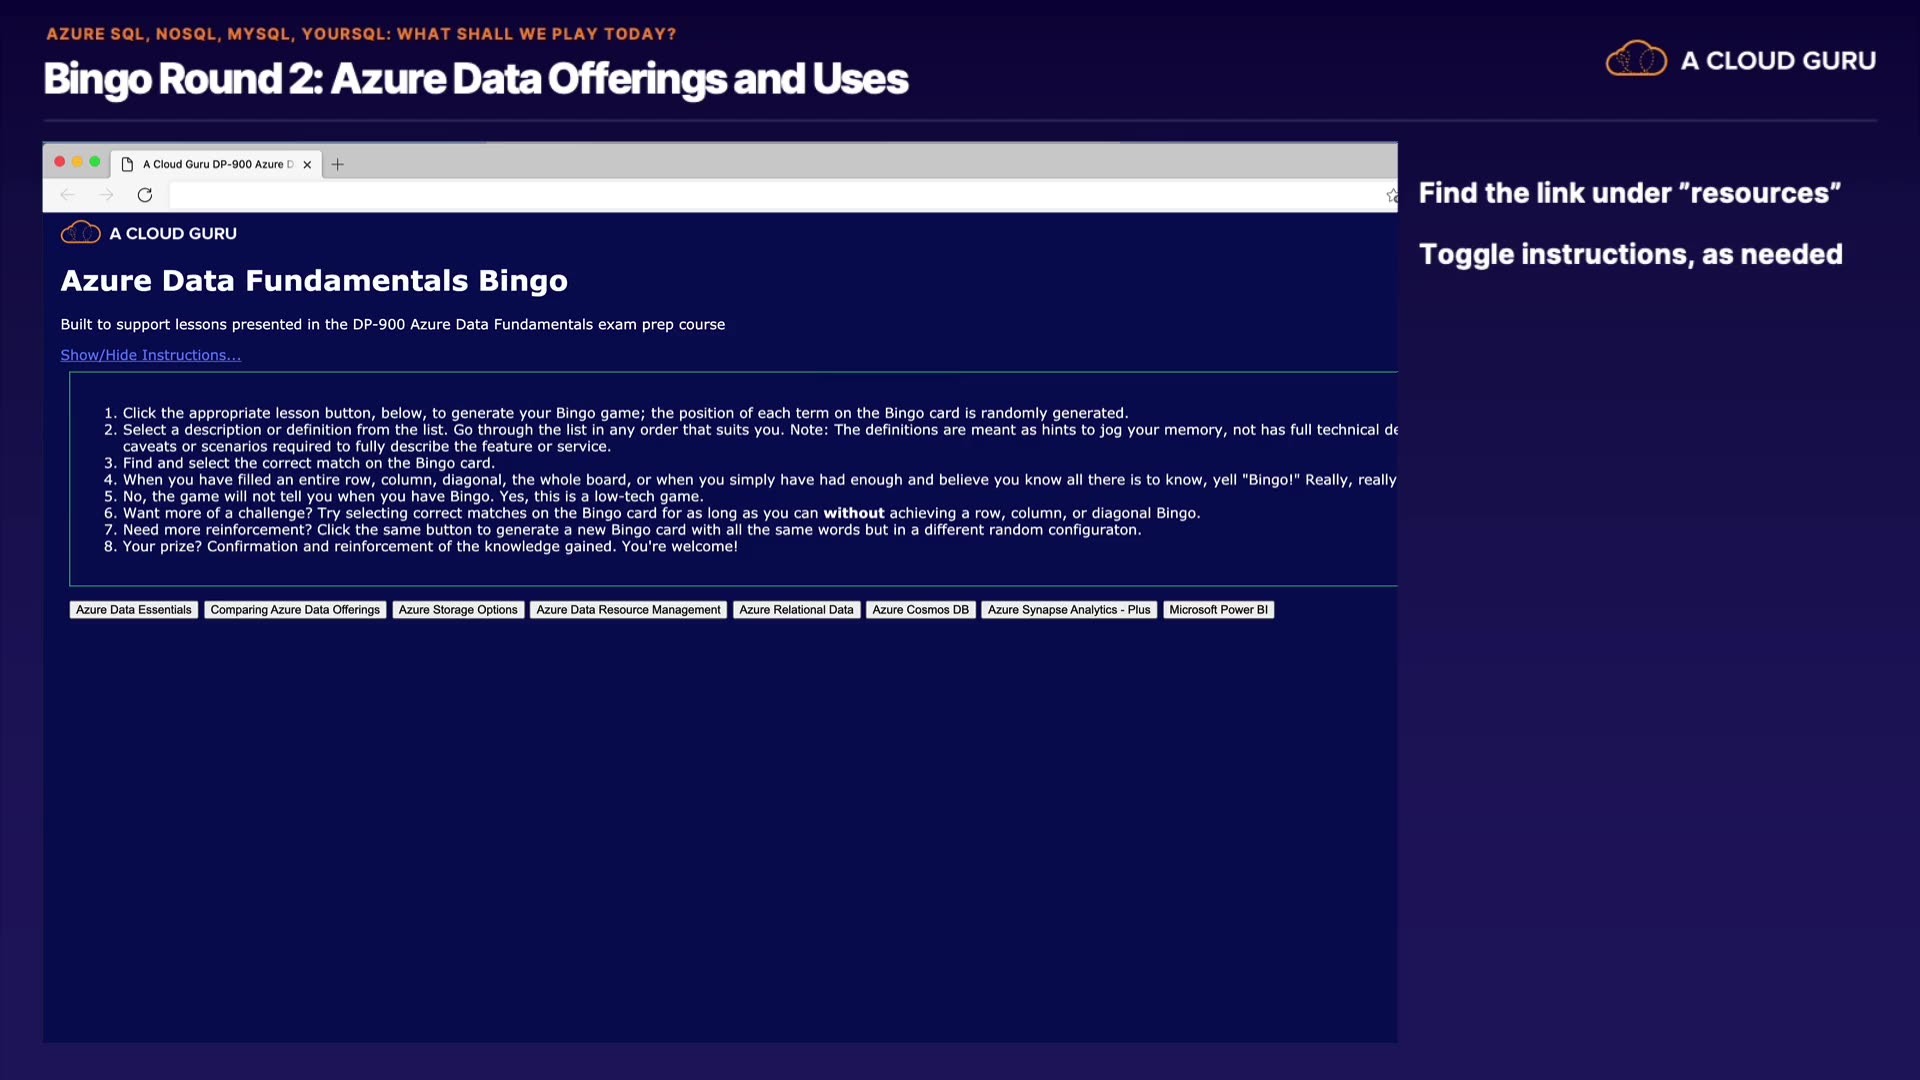 AZURE SQL, NOSQL, MYSQL, YOURSQL: WHAT SHALL WE PLAY TODAY?
Bingo Round 2: Azure Data Offerings and Uses
A CLOUD GURU
A Cloud Guru DP-900 Azure D
A CLOUD GURU
Azure Data Fundamentals Bingo
Built to support lessons presented in the DP-900 Azure Data Fundamentals exam prep course
Show/Hide Instructions...
1. Click the appropriate lesson button, below, to generate your Bingo game; the position of each term on the Bingo card is randomly generated.
2. Select a description or definition from the list. Go through the list in any order that suits you. Note: The definitions are meant as hints to jog your memory, not has full technical de
caveats or scenarios required to fully describe the feature or service.
3. Find and select the correct match on the Bingo card.
4. When you have filled an entire row, column, diagonal, the whole board, or when you simply have had enough and believe you know all there is to know, yell "Bingo!" Really, really
5. No, the game will not tell you when you have Bingo. Yes, this is a low-tech game.
6. Want more of a challenge? Try selecting correct matches on the Bingo card for as long as you can without achieving a row, column, or diagonal Bingo.
7. Need more reinforcement? Click the same button to generate a new Bingo card with all the same words but in a different random configuraton.
8. Your prize? Confirmation and reinforcement of the knowledge gained. You're welcome!
Azure Data Essentials Comparing Azure Data Offerings Azure Storage Options Azure Data Resource Management Azure Relational Data Azure Cosmos DB Azure Synapse Analytics - Plus Microsoft Power BI
Find the link under "resources"
Toggle instructions, as needed